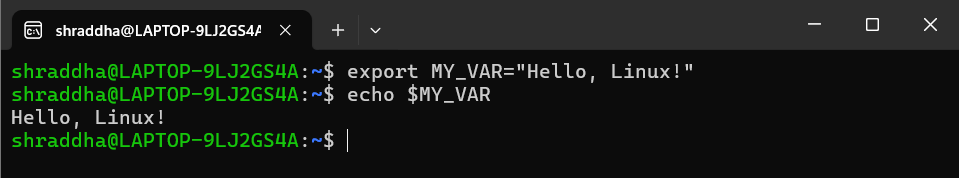 shraddha@LAPTOP-9LJ2GS4A
shraddha@LAPTOP-9LJ2GS4A:~$ export MY_VAR="Hello, Linux!"
shraddha@LAPTOP-9LJ2GS4A:~$ echo $MY_VAR
Hello, Linux!
shraddha@LAPTOP-9LJ2GS4A:~$